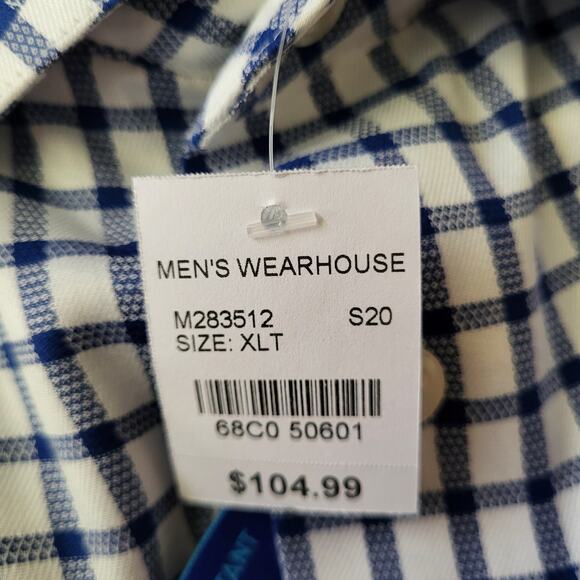 MEN'S WEARHOUSE
M283512 S20
SIZE: XLT
68C0 50601
$104.99